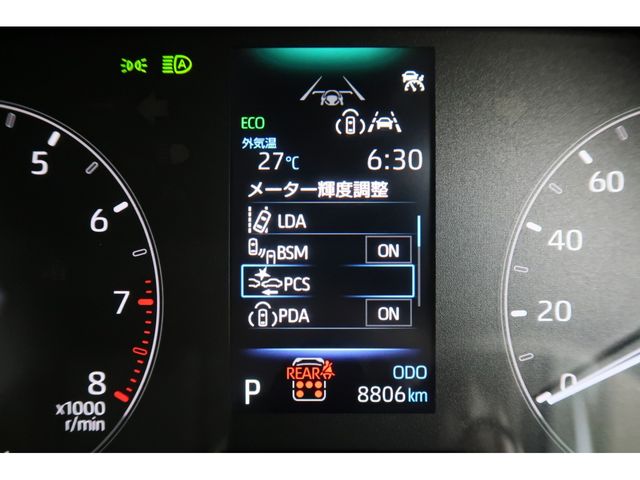 A
ECO
外気温
27℃
6:30
メーター輝度調整
LDA
BSM ON
PCS
PDA ON
REAR
P
ODO
8806km
5
6
7
8
x1000
r/min
60
40
20
0